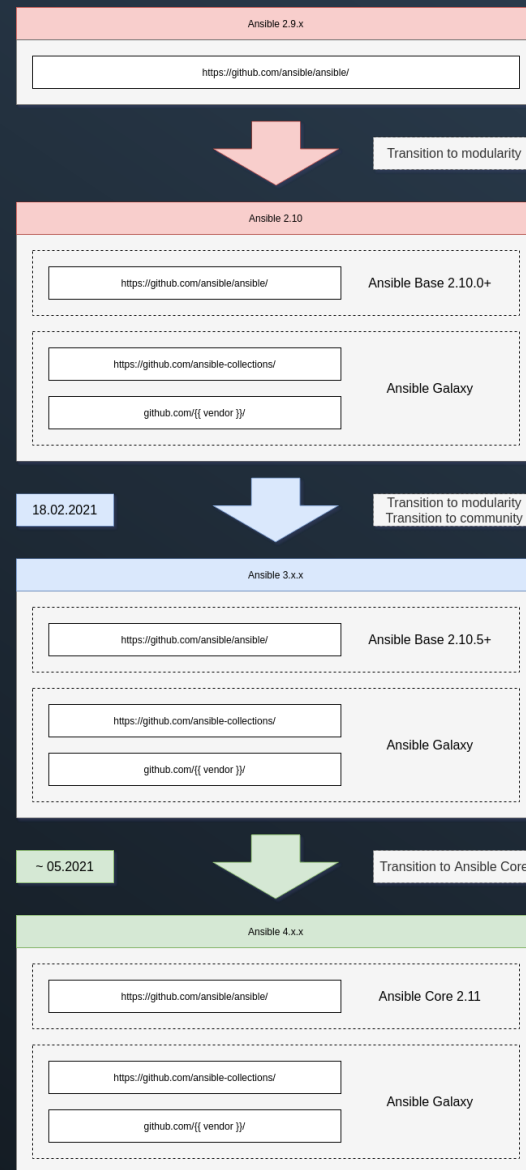 Ansible 2.9.x
https://github.com/ansible/ansible/
Transition to modularity
Ansible 2.10
https://github.com/ansible/ansible/
Ansible Base 2.10.0+
https://github.com/ansible-collections/
Ansible Galaxy
github.com/{{ vendor }}/
18.02.2021
Transition to modularity
Transition to community
Ansible 3.x.x
https://github.com/ansible/ansible/
Ansible Base 2.10.5+
https://github.com/ansible-collections/
Ansible Galaxy
github.com/{{ vendor }}/
~ 05.2021
Transition to Ansible Core
Ansible 4.x.x
https://github.com/ansible/ansible/
Ansible Core 2.11
https://github.com/ansible-collections/
Ansible Galaxy
github.com/{{ vendor }}/